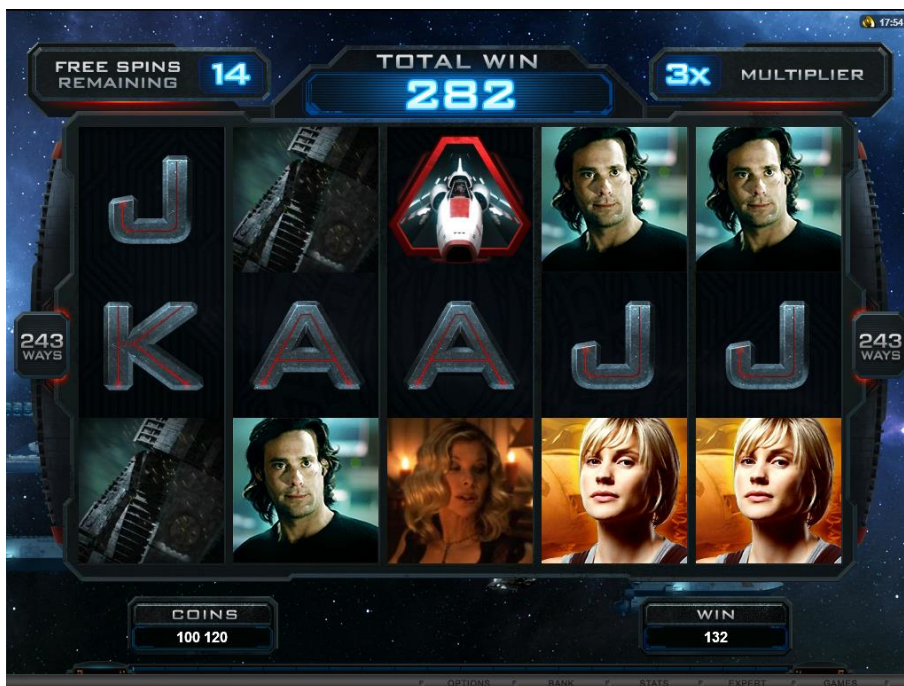 17:54
TOTAL WIN
FREE SPINS
REMAINING
14
282
3x
MULTIPLIER
J
K
A
A
J
J
243
WAYS
243
WAYS
COINS
100 120
WIN
132
OPTIONS
BANK
STATS
EXPERT
GAMES